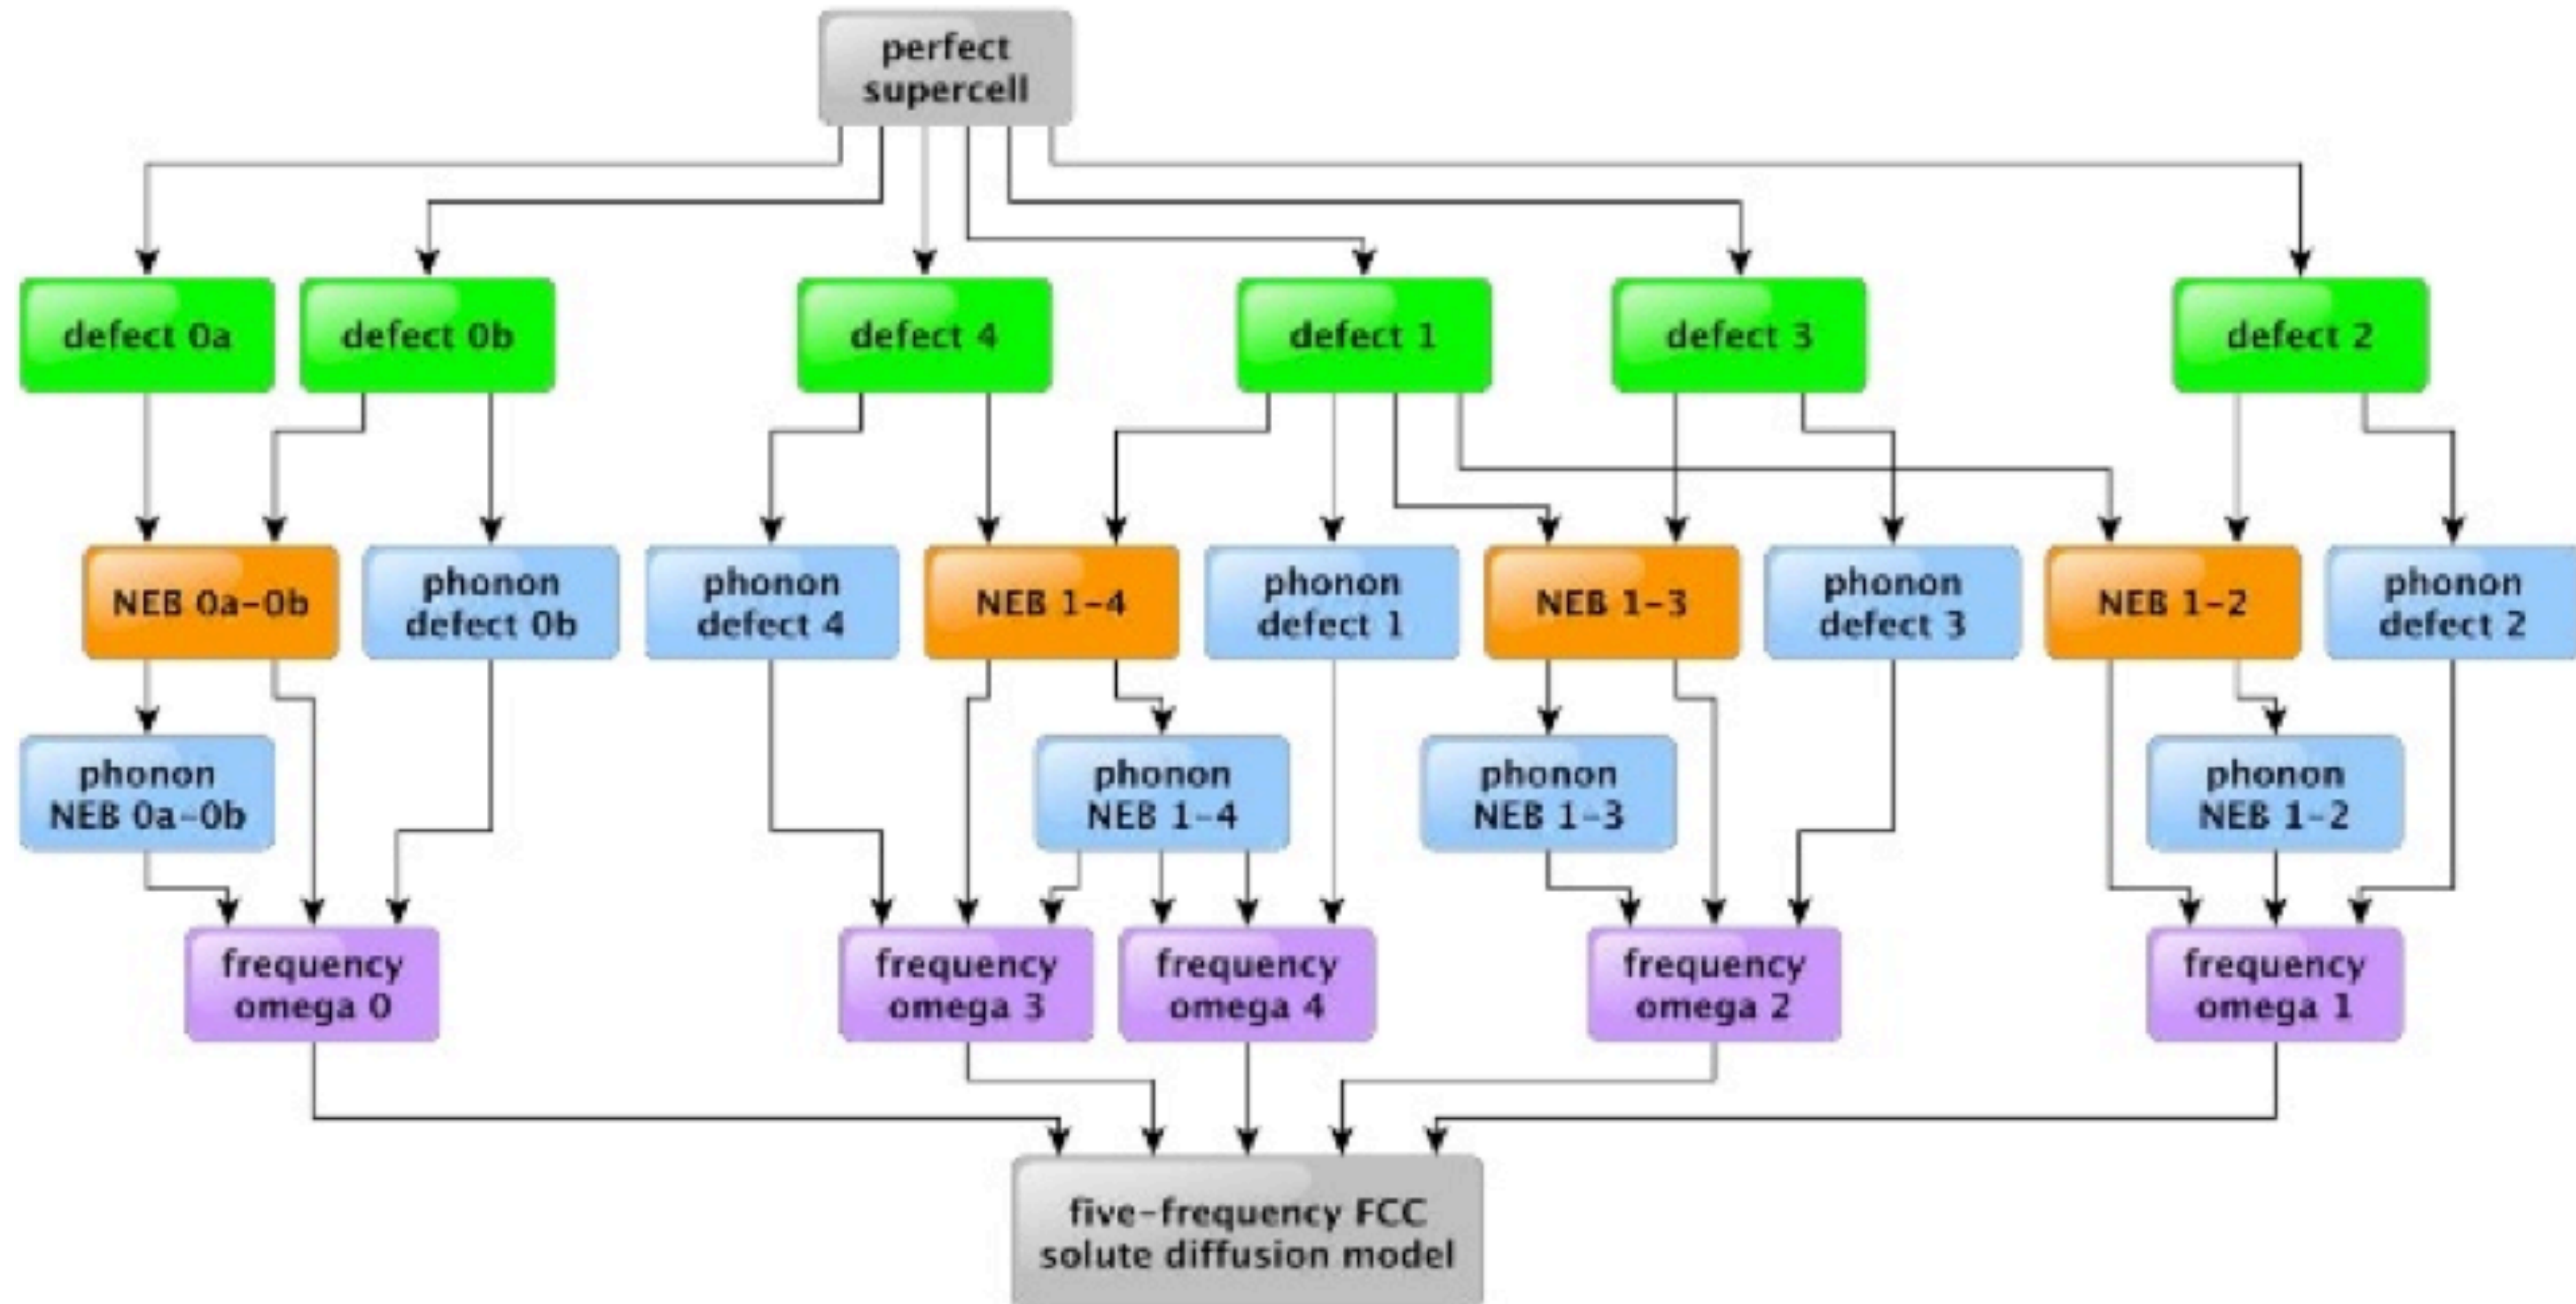 perfect
supercell
defect 0a
defect 0b
defect 4
defect 1
defect 3
defect 2
NEB 0a-0b
phonon
defect 0b
phonon
defect 4
NEB 1-4
phonon
defect 1
NEB 1-3
phonon
defect 3
NEB 1-2
phonon
defect 2
phonon
NEB 0a-0b
phonon
NEB 1-4
phonon
NEB 1-3
phonon
NEB 1-2
frequency
omega 0
frequency
omega 3
frequency
omega 4
frequency
omega 2
frequency
omega 1
five-frequency FCC
solute diffusion model